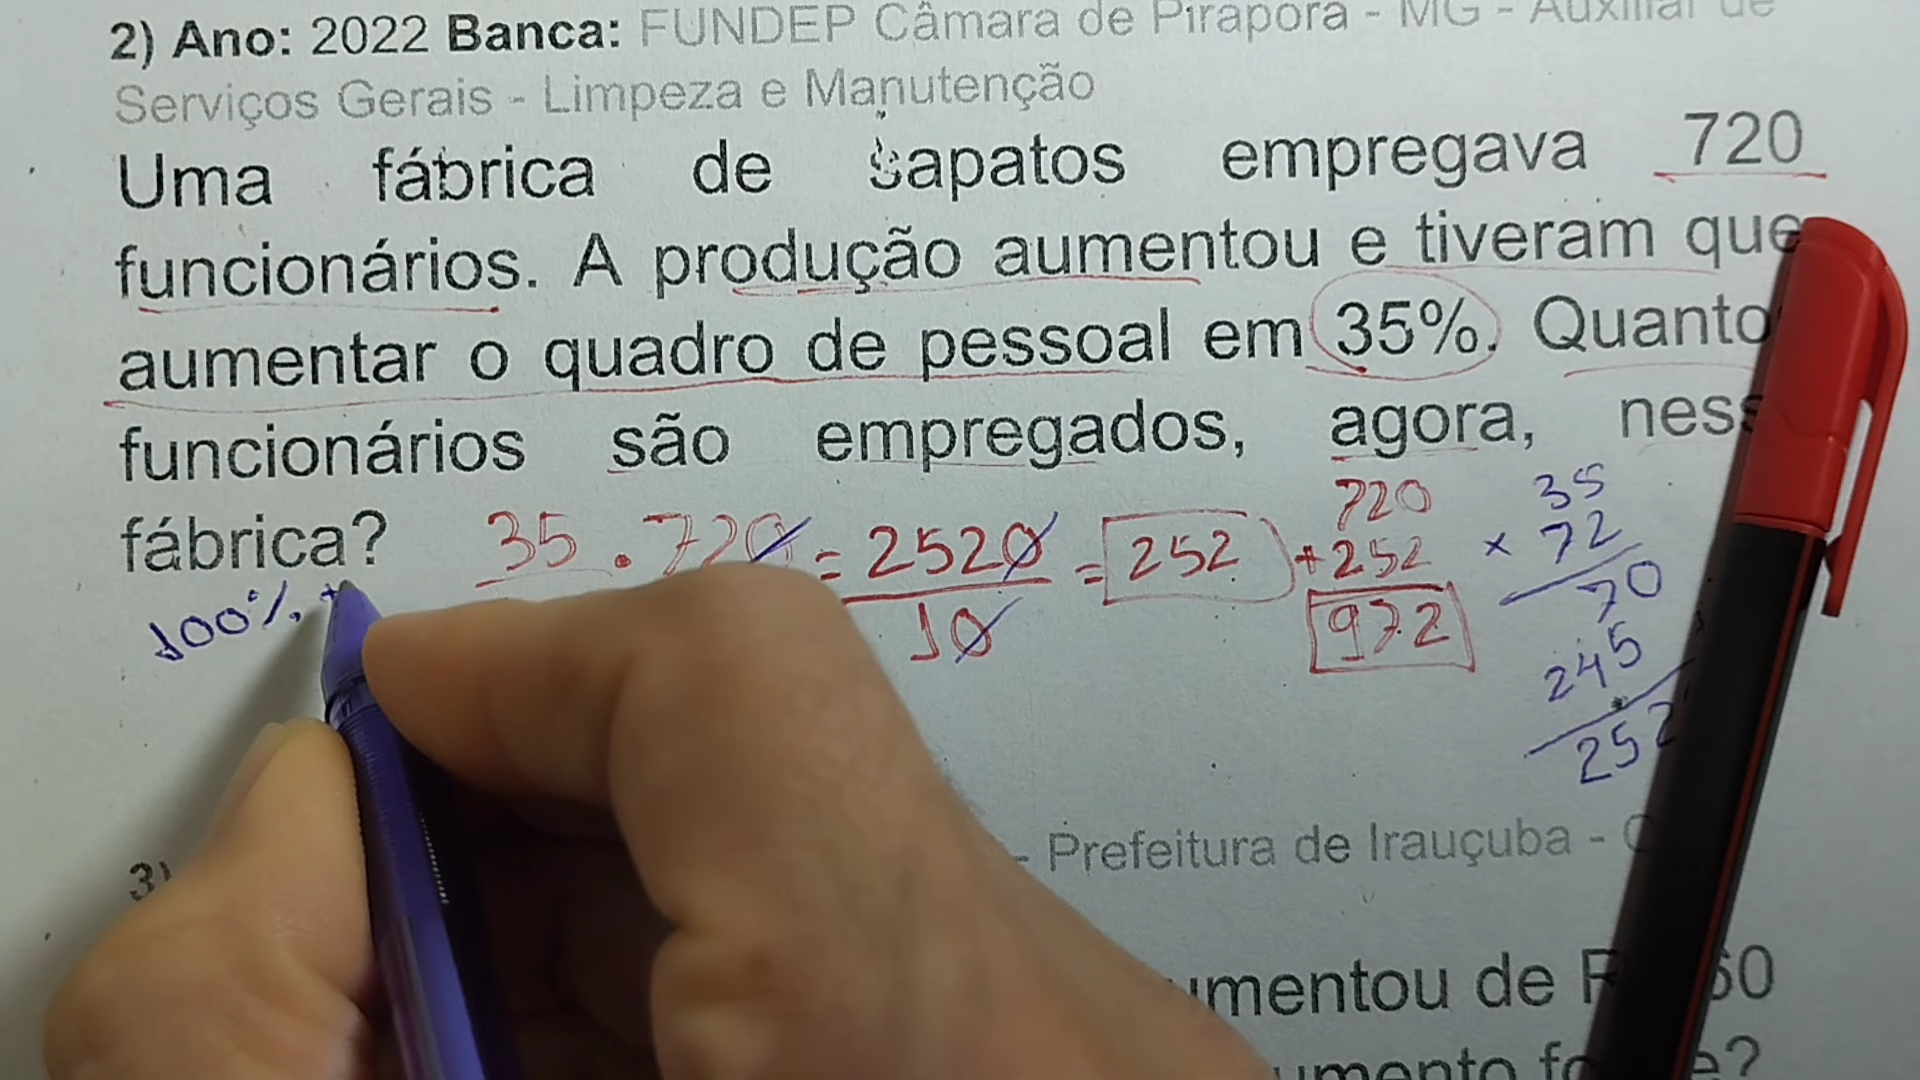 2) Ano: 2022 Banca: FUNDEP Câmara de Pirapora - MG - Auxiliar de
Serviços Gerais - Limpeza e Manutenção
Uma fábrica de sapatos empregava 720
funcionários. A produção aumentou e tiveram que
aumentar o quadro de pessoal em 35%. Quanto
funcionários são empregados, agora, ness
fábrica?
35 . 720 = 2520 = 252
10
720
+252
972
35
x 72
70
245
252
100% +
3)
- Prefeitura de Irauçuba - C
umentou de R 60
umento fo e?